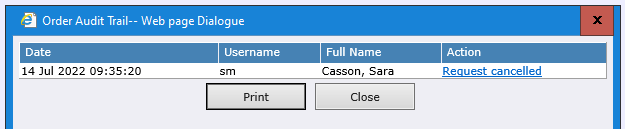 Order Audit Trail-- Web page Dialogue x
Date Username Full Name Action
14 Jul 2022 09:35:20 sm Casson, Sara Request cancelled
Print Close